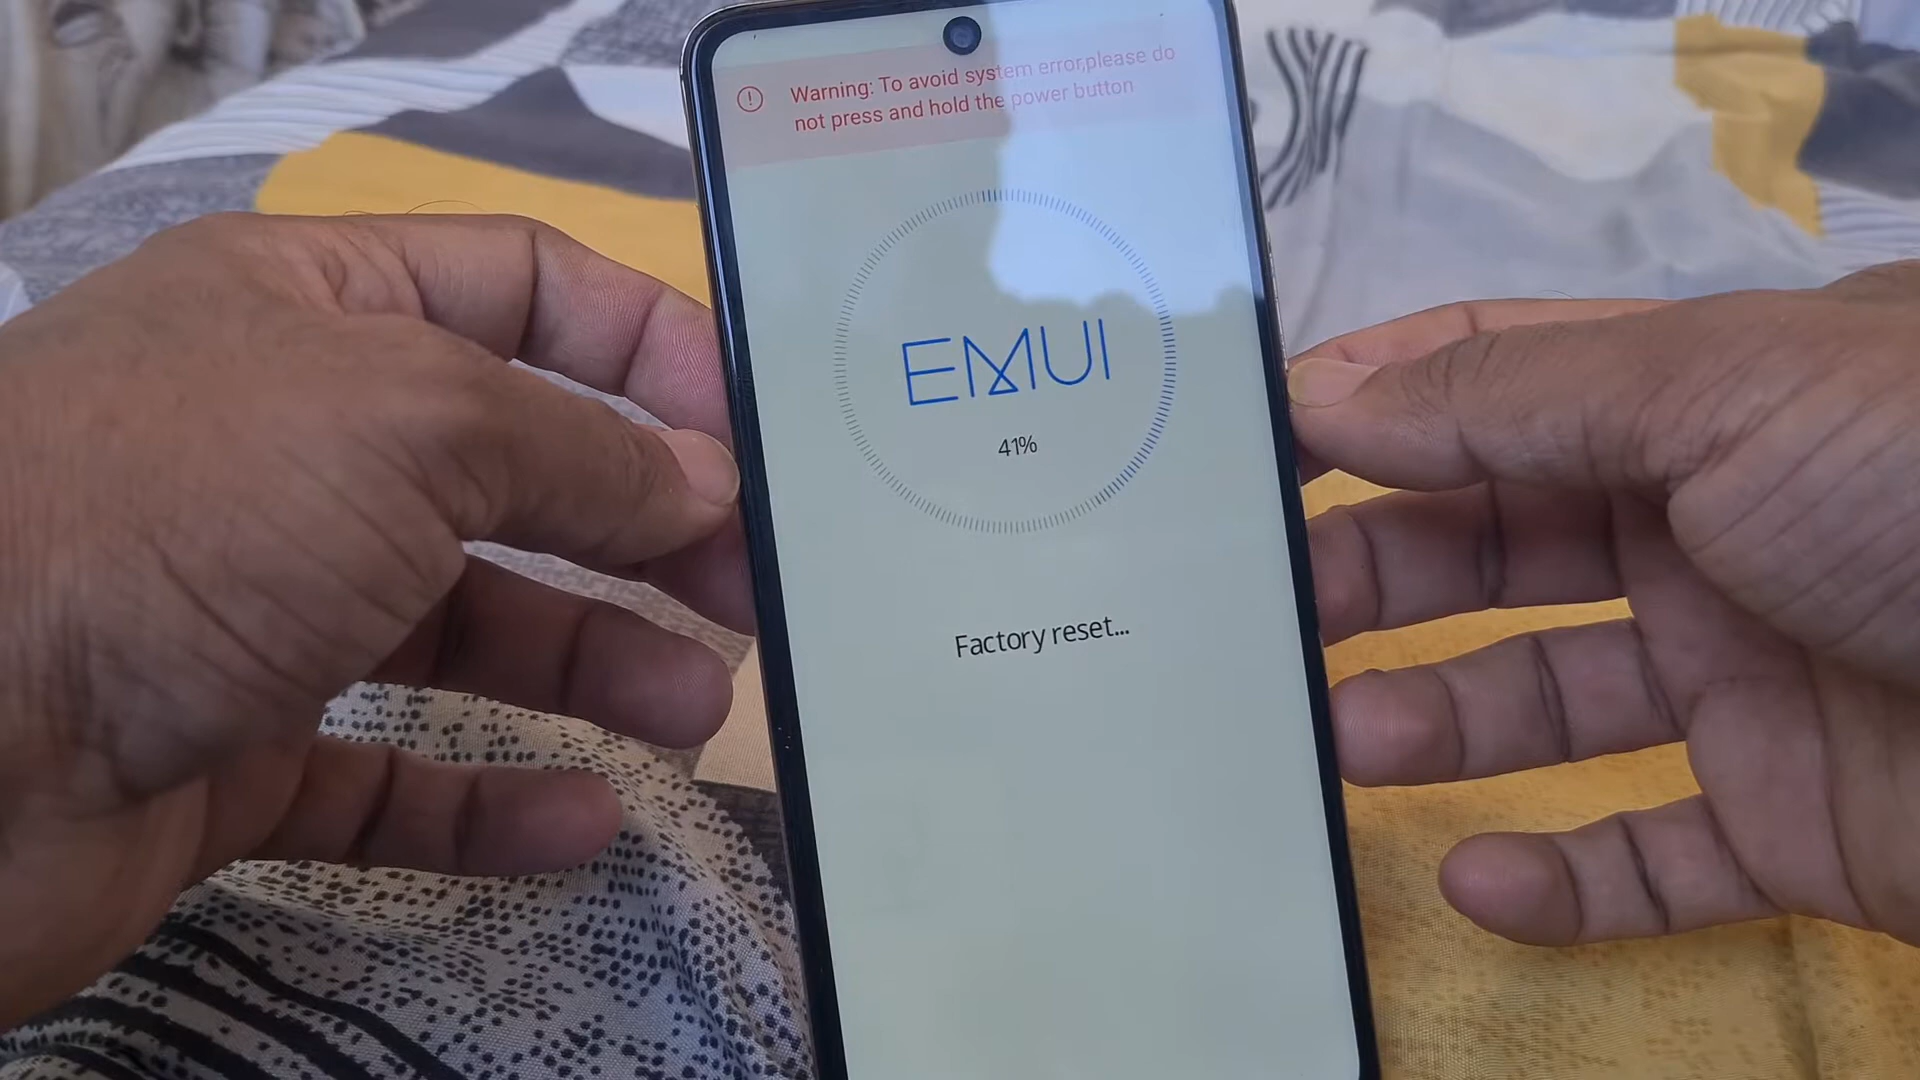 Warning: To avoid system error,please do
not press and hold the power button
EMUI
41%
Factory reset...